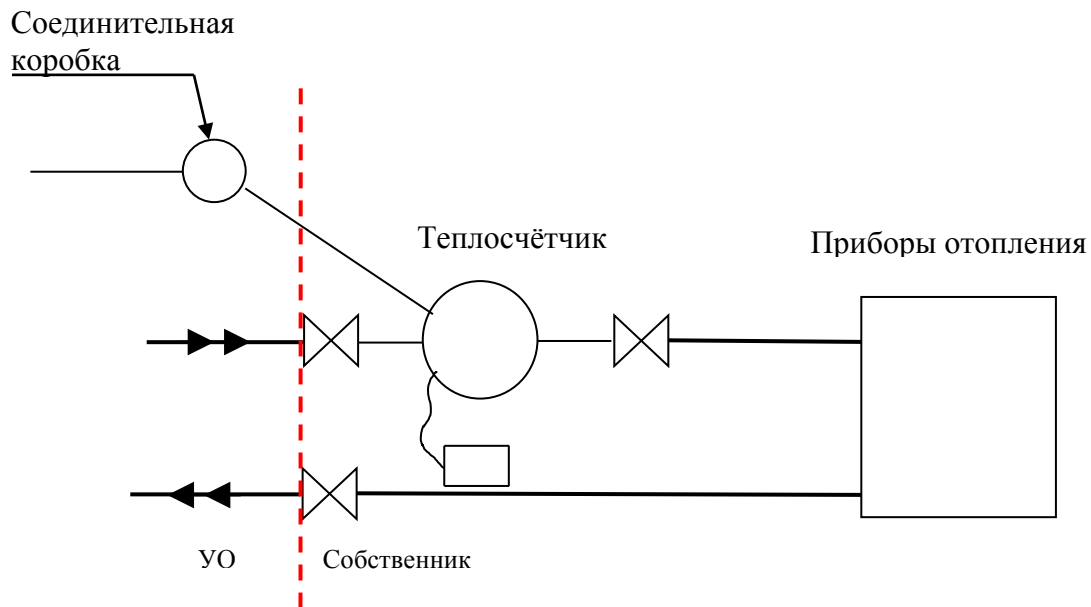 Соединительная
коробка
Теплосчётчик
Приборы отопления
УО
Собственник